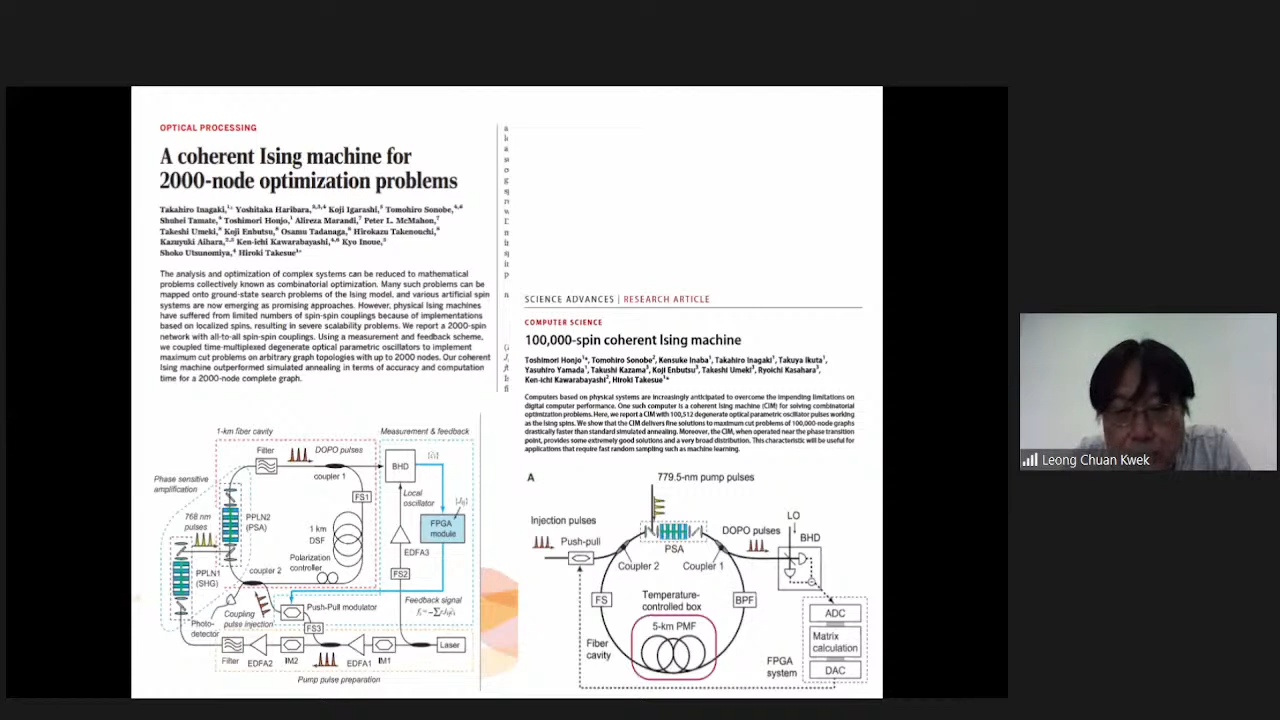 OPTICAL PROCESSING
A coherent Ising machine for
2000-node optimization problems
Takahiro Inagaki,¹* Yoshitaka Haribara,²,³,⁴ Koji Igarashi,⁵ Tomohiro Sonobe,⁴,⁶
Shuhei Tamate,⁴ Toshimori Honjo,¹ Alireza Marandi,⁷ Peter L. McMahon,⁷
Takeshi Umeki,⁸ Koji Enbutsu,⁸ Osamu Tadanaga,⁸ Hirokazu Takenouchi,⁸
Kazuyuki Aihara,²,³ Ken-ichi Kawarabayashi,⁴,⁶ Kyo Inoue,⁵
Shoko Utsunomiya,⁴ Hiroki Takesue¹*
The analysis and optimization of complex systems can be reduced to mathematical
problems collectively known as combinatorial optimization. Many such problems can be
mapped onto ground-state search problems of the Ising model, and various artificial spin
systems are now emerging as promising approaches. However, physical Ising machines
have suffered from limited numbers of spin-spin couplings because of implementations
based on localized spins, resulting in severe scalability problems. We report a 2000-spin
network with all-to-all spin-spin couplings. Using a measurement and feedback scheme,
we coupled time-multiplexed degenerate optical parametric oscillators to implement
maximum cut problems on arbitrary graph topologies with up to 2000 nodes. Our coherent
Ising machine outperformed simulated annealing in terms of accuracy and computation
time for a 2000-node complete graph.
1-km fiber cavity
Measurement & feedback
Filter
DOPO pulses
BHD
coupler 1
Phase sensitive
amplification
FS1
Local
oscillator
768 nm
pulses
PPLN2
(PSA)
1 km
DSF
FPGA
module
EDFA3
Polarization
controller
PPLN1
(SHG)
coupler 2
FS2
Coupling
pulse injection
Push-Pull modulator
Feedback signal
Photo-
detector
FS3
Filter
EDFA2
IM2
EDFA1
IM1
Laser
Pump pulse preparation
SCIENCE ADVANCES | RESEARCH ARTICLE
COMPUTER SCIENCE
100,000-spin coherent Ising machine
Toshimori Honjo¹*, Tomohiro Sonobe², Kensuke Inaba¹, Takahiro Inagaki¹, Takuya Ikuta¹,
Yasuhiro Yamada¹, Takushi Kazama³, Koji Enbutsu³, Takeshi Umeki³, Ryoichi Kasahara³,
Ken-ichi Kawarabayashi², Hiroki Takesue¹*
Computers based on physical systems are increasingly anticipated to overcome the impending limitations on
digital computer performance. One such computer is a coherent Ising machine (CIM) for solving combinatorial
optimization problems. Here, we report a CIM with 100,512 degenerate optical parametric oscillator pulses working
as the Ising spins. We show that the CIM delivers fine solutions to maximum cut problems of 100,000-node graphs
drastically faster than standard simulated annealing. Moreover, the CIM, when operated near the phase transition
point, provides some extremely good solutions and a very broad distribution. This characteristic will be useful for
applications that require fast random sampling such as machine learning.
A
779.5-nm pump pulses
Injection pulses
LO
DOPO pulses
BHD
Push-pull
PSA
Coupler 2
Coupler 1
FS
Temperature-
controlled box
BPF
5-km PMF
Fiber
cavity
ADC
Matrix
calculation
DAC
FPGA
system
Leong Chuan Kwek